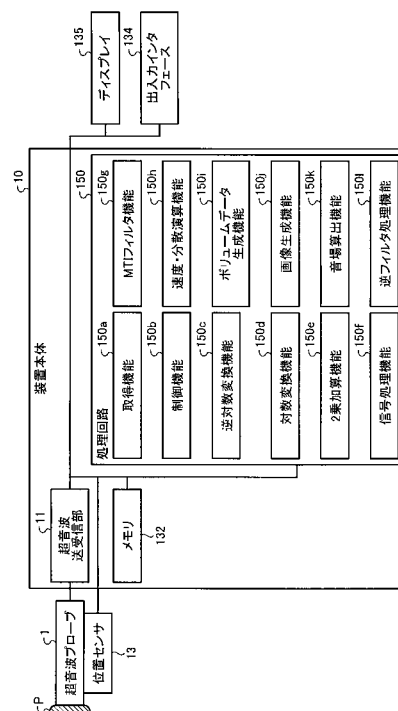 P
1
超音波プローブ
位置センサ
13
10
装置本体
11
超音波
送受信部
メモリ
132
150
処理回路
150a
取得機能
150b
制御機能
150c
逆対数変換機能
150d
対数変換機能
150e
2乗加算機能
150f
信号処理機能
150g
MTIフィルタ機能
150h
速度・分散演算機能
150i
ボリュームデータ
生成機能
150j
画像生成機能
150k
音場算出機能
150l
逆フィルタ処理機能
135
ディスプレイ
134
出入力インタ
フェース